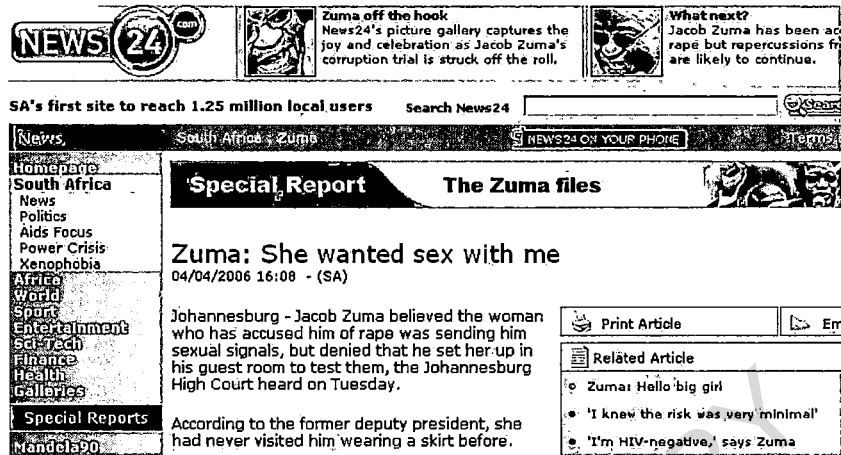 NEWS 24 .com
Zuma off the hook
News24's picture gallery captures the
joy and celebration as Jacob Zuma's
corruption trial is struck off the roll.
What next?
Jacob Zuma has been ac
rape but repercussions fr
are likely to continue.
SA's first site to reach 1.25 million local users
Search News24
Sear
News
South Africa : Zuma
NEWS24 ON YOUR PHONE
Terms
Homepage
South Africa
News
Politics
Aids Focus
Power Crisis
Xenophobia
Africa
World
Sport
Entertainment
Sci-Tech
Finance
Health
Galleries
Special Reports
Mandela90
Special Report
The Zuma files
Zuma: She wanted sex with me
04/04/2006 16:08 - (SA)
Johannesburg - Jacob Zuma believed the woman
who has accused him of rape was sending him
sexual signals, but denied that he set her up in
his guest room to test them, the Johannesburg
High Court heard on Tuesday.
According to the former deputy president, she
had never visited him wearing a skirt before.
Print Article
Em
Related Article
Zuma: Hello big girl
'I knew the risk was very minimal'
'I'm HIV-negative,' says Zuma